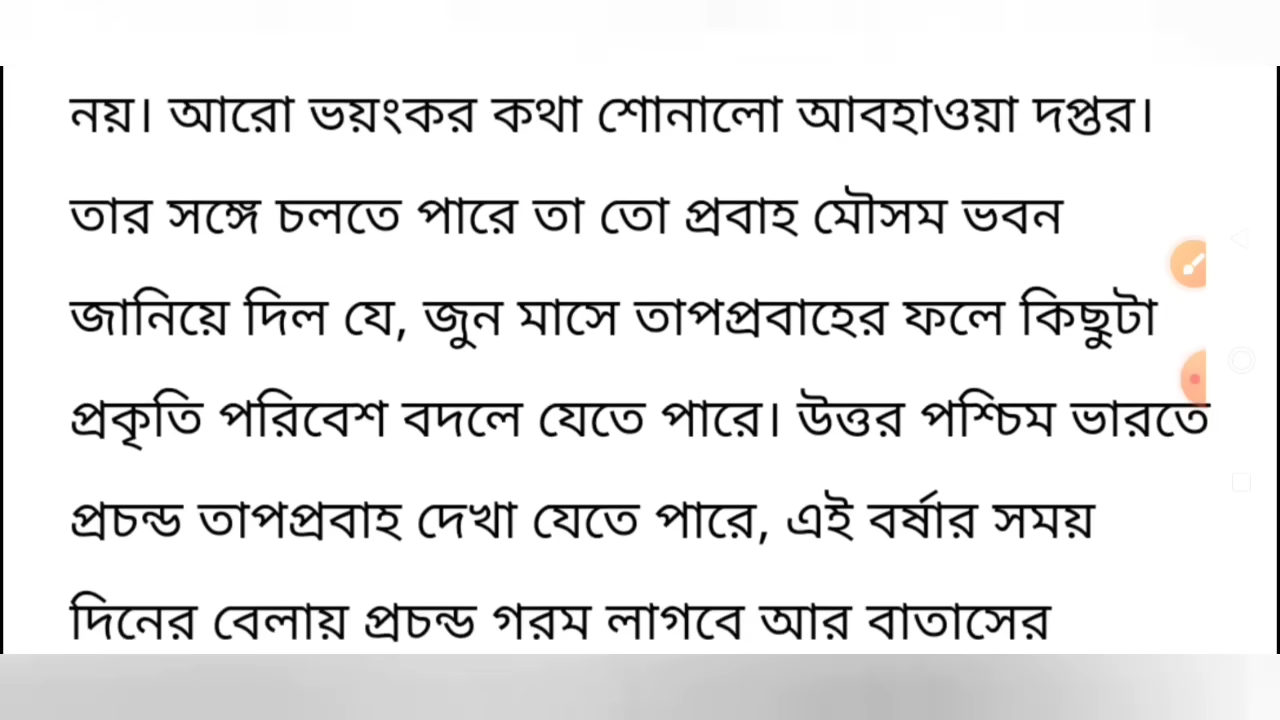 নয়। আরো ভয়ংকর কথা শোনালো আবহাওয়া দপ্তর।
তার সঙ্গে চলতে পারে তা তো প্রবাহ মৌসম ভবন
জানিয়ে দিল যে, জুন মাসে তাপপ্রবাহের ফলে কিছুটা
প্রকৃতি পরিবেশ বদলে যেতে পারে। উত্তর পশ্চিম ভারতে
প্রচন্ড তাপপ্রবাহ দেখা যেতে পারে, এই বর্ষার সময়
দিনের বেলায় প্রচন্ড গরম লাগবে আর বাতাসের